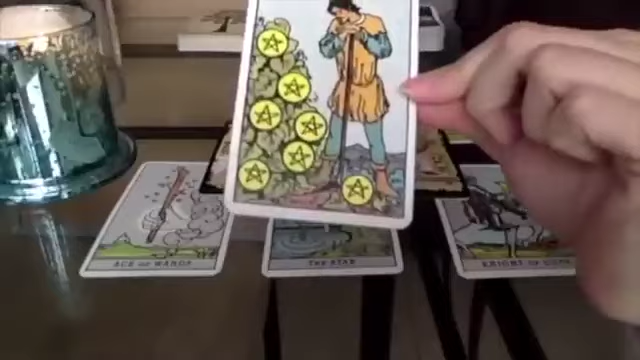 ACE OF WANDS
THE STAR
KNIGHT OF CUPS